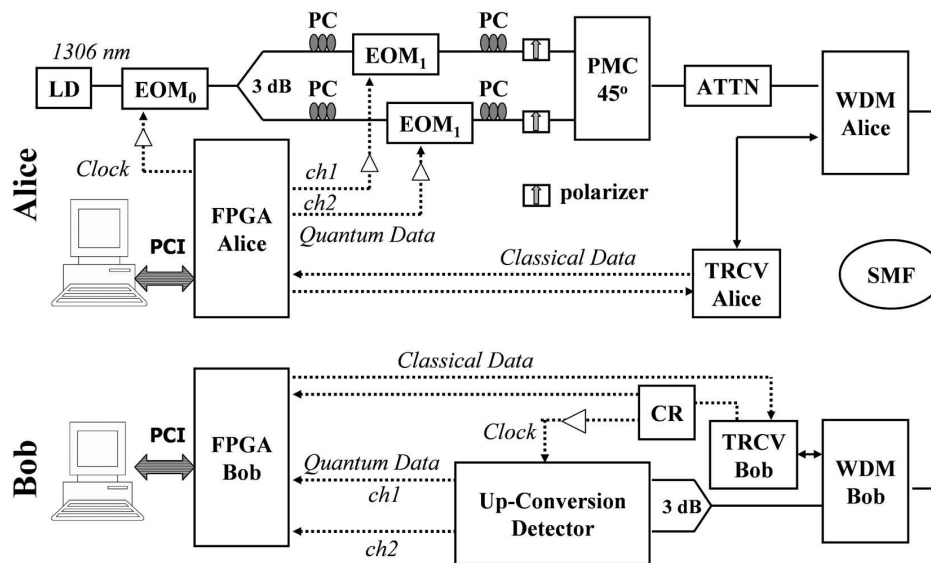 PC
PC
1306 nm
LD
EOM0
3 dB
EOM1
PC
PC
EOM1
PMC
45°
ATTN
WDM
Alice
Alice
Clock
ch1
ch2
Quantum Data
polarizer
FPGA
Alice
PCI
Classical Data
TRCV
Alice
SMF
Bob
Classical Data
PCI
FPGA
Bob
CR
Clock
TRCV
Bob
WDM
Bob
Quantum Data
ch1
Up-Conversion
Detector
3 dB
ch2